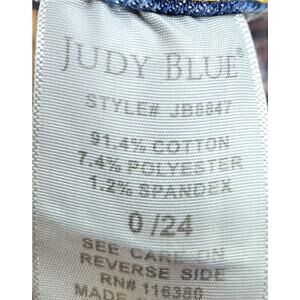 JUDY BLUE®
STYLE# JB8847
91.4% COTTON
7.4% POLYESTER
1.2% SPANDEX
0 /24
SEE CARE ON
REVERSE SIDE
RN# 116380
MADE